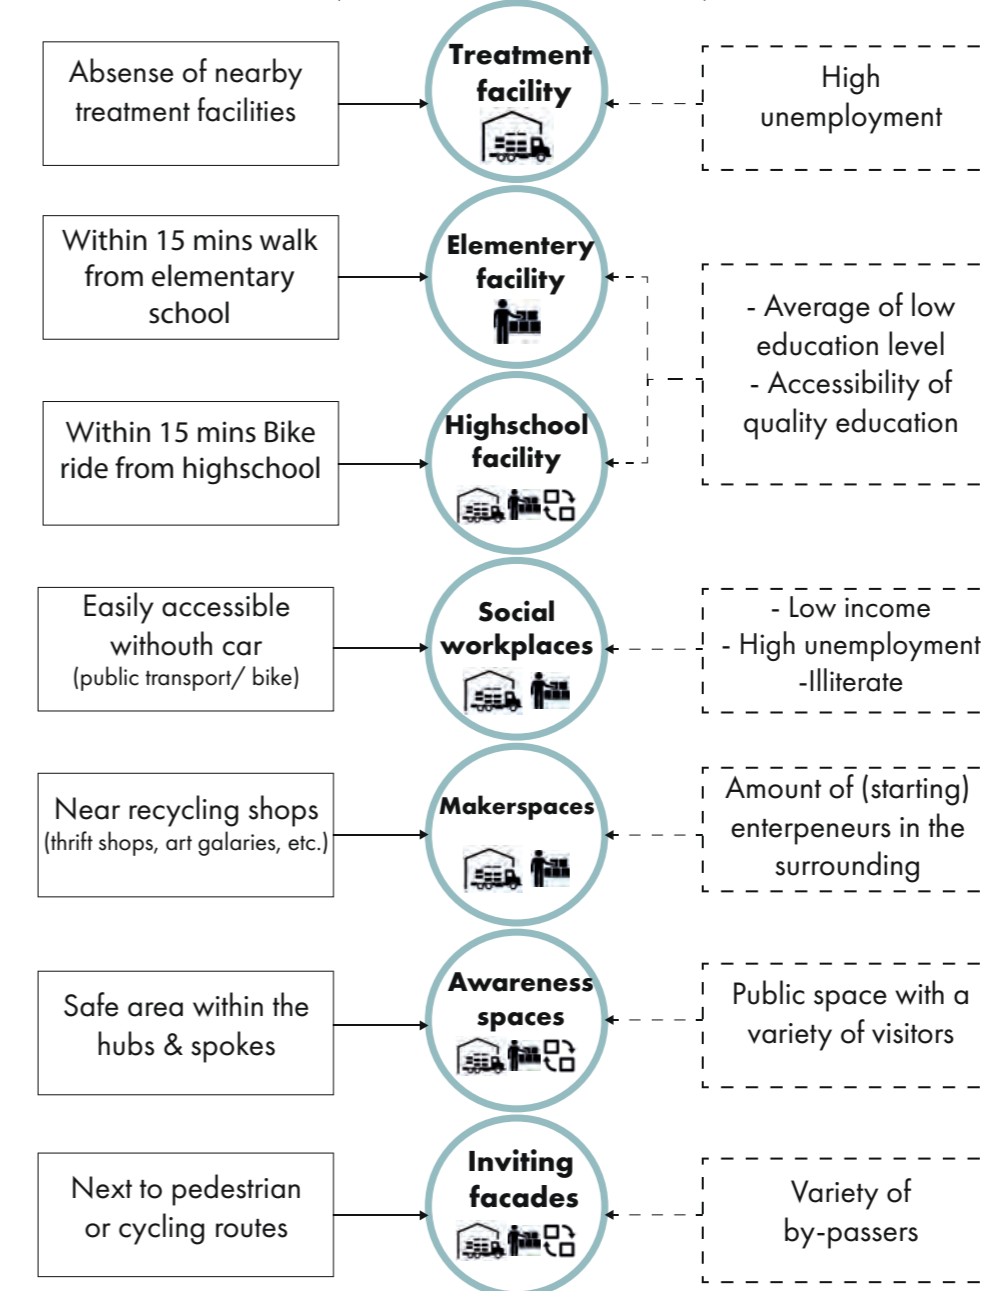 Absense of nearby
treatment facilities
Treatment
facility
High
unemployment
Within 15 mins walk
from elementary
school
Elementery
facility
- Average of low
education level
- Accessibility of
quality education
Within 15 mins Bike
ride from highschool
Highschool
facility
Easily accessible
withouth car
(public transport/ bike)
Social
workplaces
- Low income
- High unemployment
-Illiterate
Near recycling shops
(thrift shops, art galaries, etc.)
Makerspaces
Amount of (starting)
enterpeneurs in the
surrounding
Safe area within the
hubs & spokes
Awareness
spaces
Public space with a
variety of visitors
Next to pedestrian
or cycling routes
Inviting
facades
Variety of
by-passers